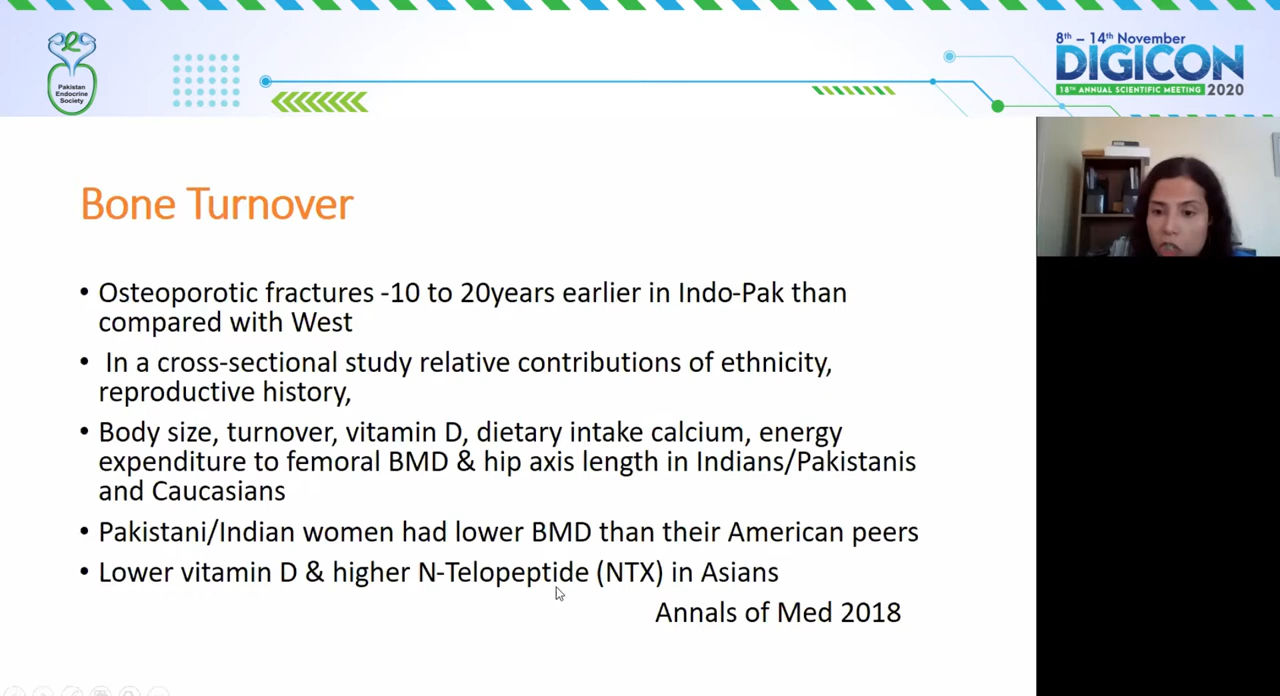 Pakistan
Endocrine
Society
8th – 14th November
DIGICON
18TH ANNUAL SCIENTIFIC MEETING 2020
Bone Turnover
• Osteoporotic fractures -10 to 20years earlier in Indo-Pak than
compared with West
• In a cross-sectional study relative contributions of ethnicity,
reproductive history,
• Body size, turnover, vitamin D, dietary intake calcium, energy
expenditure to femoral BMD & hip axis length in Indians/Pakistanis
and Caucasians
• Pakistani/Indian women had lower BMD than their American peers
• Lower vitamin D & higher N-Telopeptide (NTX) in Asians
Annals of Med 2018